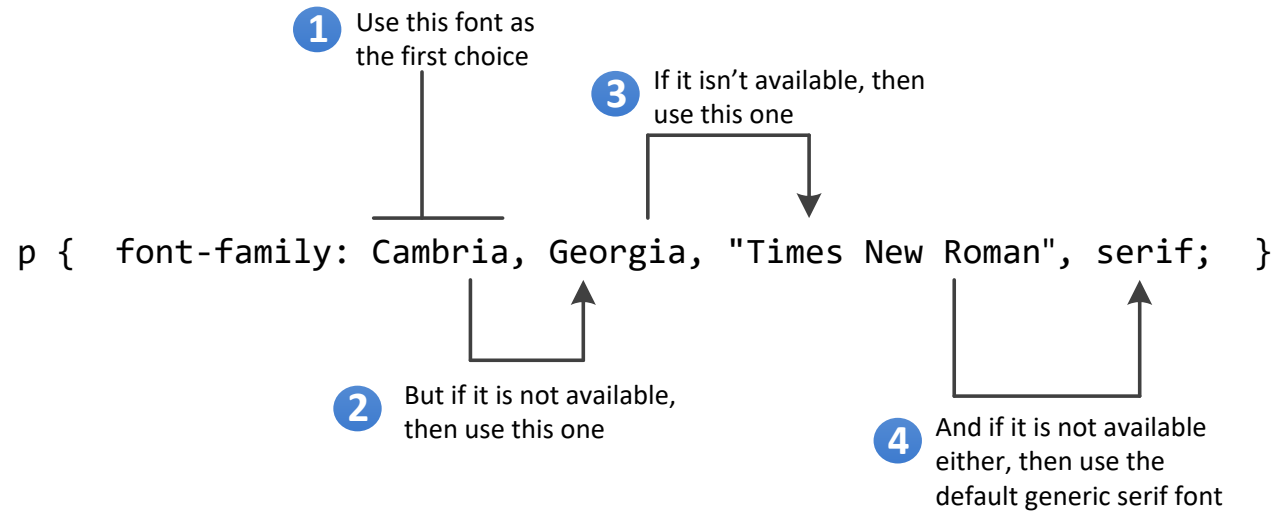 1 Use this font as
the first choice
3 If it isn’t available, then
use this one
p {  font-family: Cambria, Georgia, "Times New Roman", serif;  }
2 But if it is not available,
then use this one
4 And if it is not available
either, then use the
default generic serif font